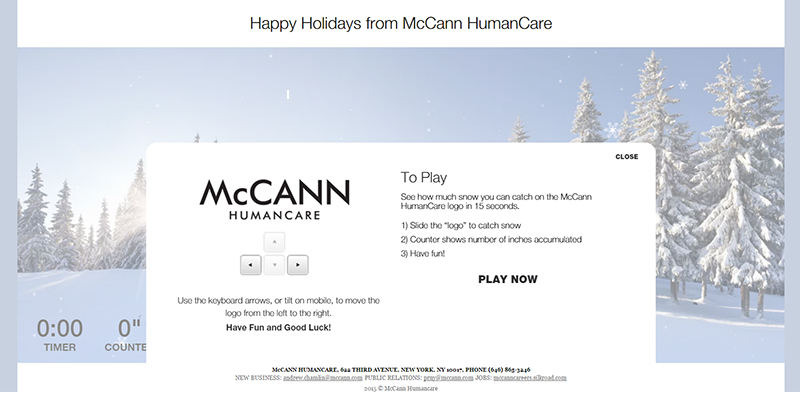 Happy Holidays from McCann HumanCare
CLOSE
McCANN
HUMANCARE
Use the keyboard arrows, or tilt on mobile, to move the
logo from the left to the right.
Have Fun and Good Luck!
To Play
See how much snow you can catch on the McCann
HumanCare logo in 15 seconds.
1) Slide the “logo” to catch snow
2) Counter shows number of inches accumulated
3) Have fun!
PLAY NOW
0:00
TIMER
0"
COUNTE
McCANN HUMANCARE, 622 THIRD AVENUE, NEW YORK, NY 10017, PHONE (646) 865-3246
NEW BUSINESS: andrew.chamlin@mccann.com PUBLIC RELATIONS: pray@mccann.com JOBS: mccanncareers.silkroad.com
2015 © McCann Humancare